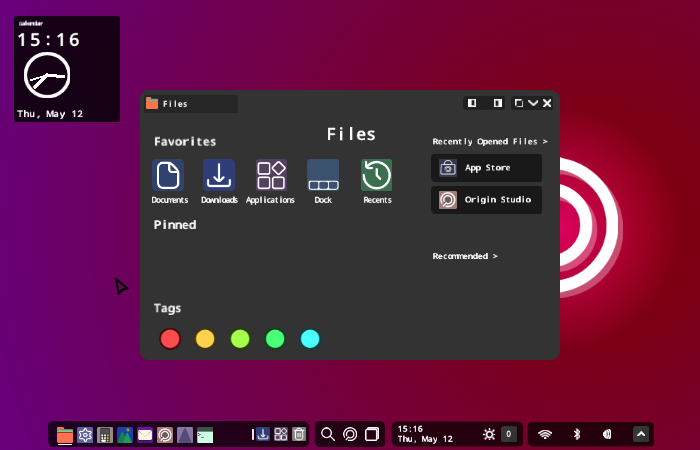 calendar
15:16
Thu, May 12
Files
Files
Favorites
Documents
Downloads
Applications
Dock
Recents
Pinned
Tags
Recently Opened Files >
App Store
Origin Studio
Recommended >
15:16
Thu, May 12
0